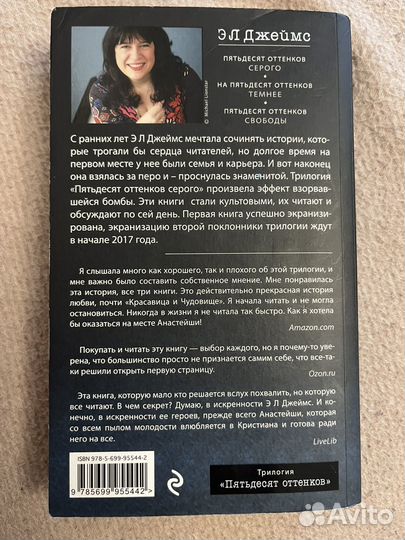 Э Л Джеймс
ПЯТЬДЕСЯТ ОТТЕНКОВ
СЕРОГО
•
НА ПЯТЬДЕСЯТ ОТТЕНКОВ
ТЕМНЕЕ
•
ПЯТЬДЕСЯТ ОТТЕНКОВ
СВОБОДЫ
© Michael Lionstar
С ранних лет Э Л Джеймс мечтала сочинять истории, кото-
рые трогали бы сердца читателей, но долгое время на
первом месте у нее были семья и карьера. И вот наконец
она взялась за перо и – проснулась знаменитой. Трилогия
«Пятьдесят оттенков серого» произвела эффект взорвав-
шейся бомбы. Эти книги стали культовыми, их читают и
обсуждают по сей день. Первая книга успешно экранизи-
рована, экранизацию второй поклонники трилогии ждут
в начале 2017 года.
Я слышала много как хорошего, так и плохого об этой трилогии, и
мне важно было составить собственное мнение. Мне понравилась
эта история, все три книги. Это действительно прекрасная история
любви, почти «Красавица и Чудовище». Я начала читать и не могла
остановиться. Никогда в жизни я не читала так быстро. Как я хотела
бы оказаться на месте Анастейши!
Amazon.com
Покупать и читать эту книгу — выбор каждого, но я почему-то уве-
рена, что большинство просто не признается самим себе, что все-та-
ки решили открыть первую страницу.
Ozon.ru
Эта книга, которую мало кто решается вслух похвалить, но которую
все читают. В чем секрет? Думаю, в искренности Э Л Джеймс. И ко-
нечно, в искренности ее героев, прежде всего Анастейши, которая
со всем пылом молодости влюбляется в Кристиана и готова ради
него на все.
LiveLib
ISBN 978-5-699-95544-2
9 785699 955442 >
Трилогия
«Пятьдесят оттенков»
Avito